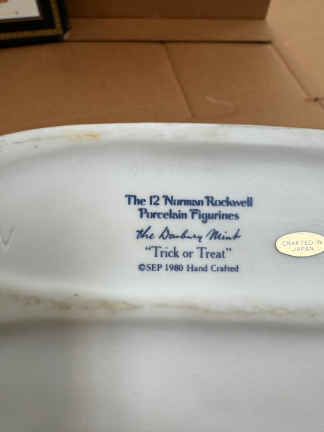 The 12 Norman Rockwell
Porcelain Figurines
the Danbury Mint
"Trick or Treat"
©SEP 1980 Hand Crafted
CRAFTED IN
JAPAN